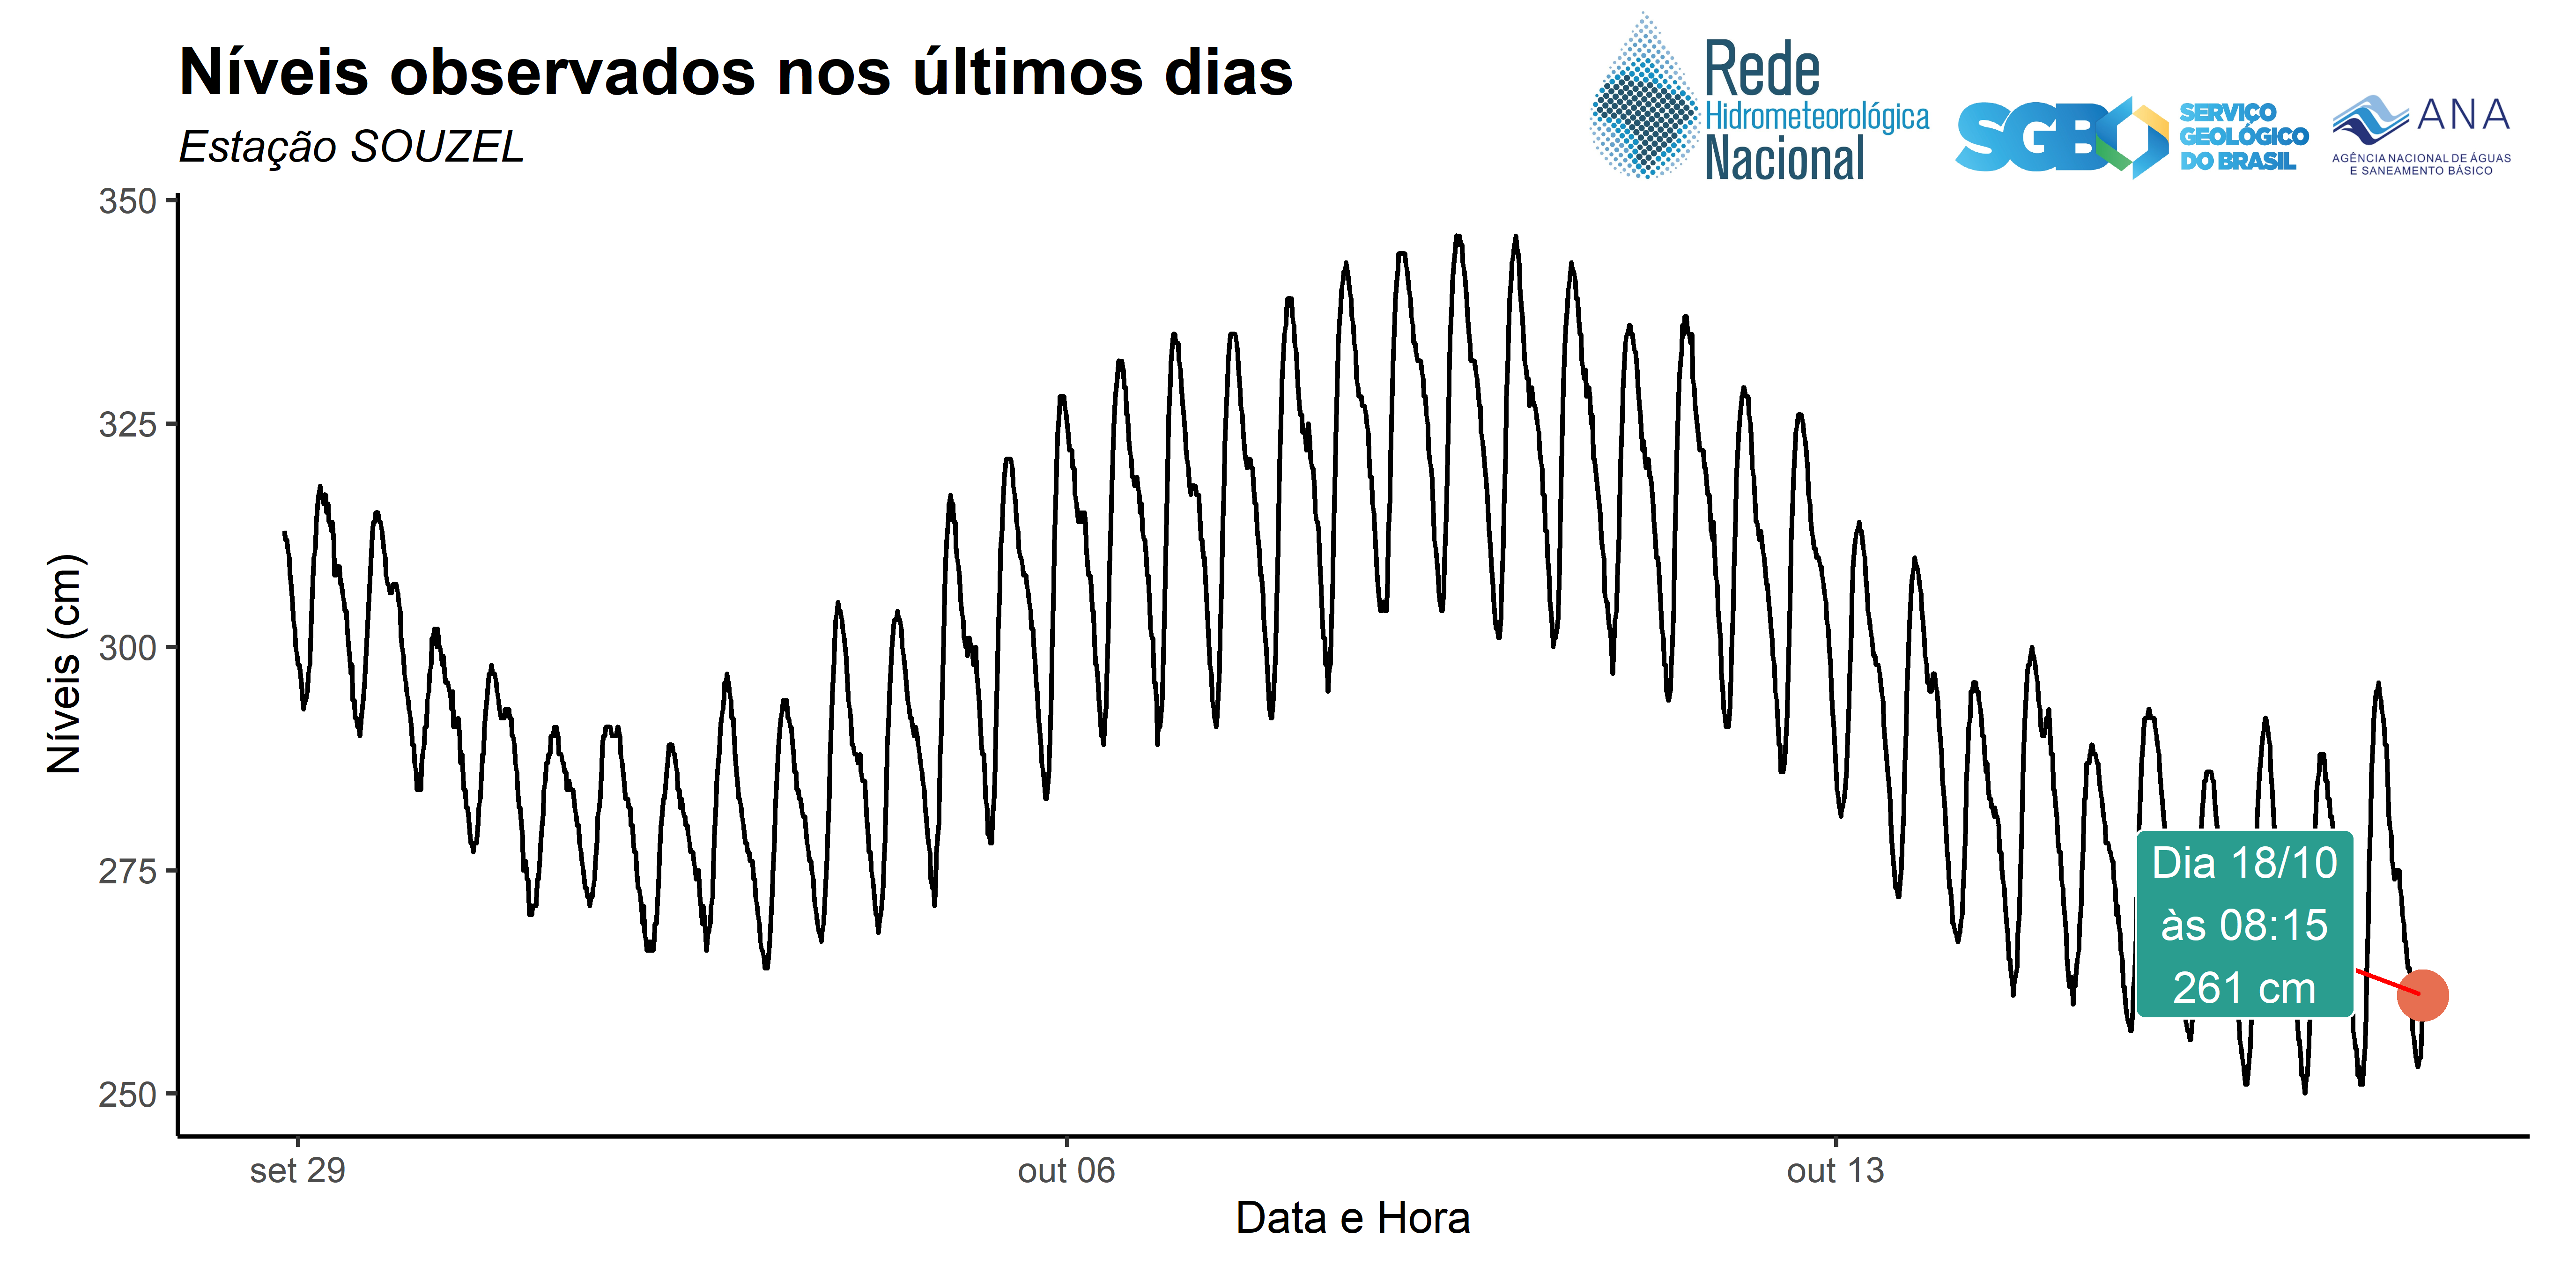 Níveis observados nos últimos dias
Estação SOUZEL
Rede
Hidrometeorológica
Nacional
SGB
SERVIÇO
GEOLÓGICO
DO BRASIL
ANA
AGÊNCIA NACIONAL DE ÁGUAS
E SANEAMENTO BÁSICO
350
325
300
275
250
Níveis (cm)
Dia 18/10
às 08:15
261 cm
set 29
out 06
out 13
Data e Hora